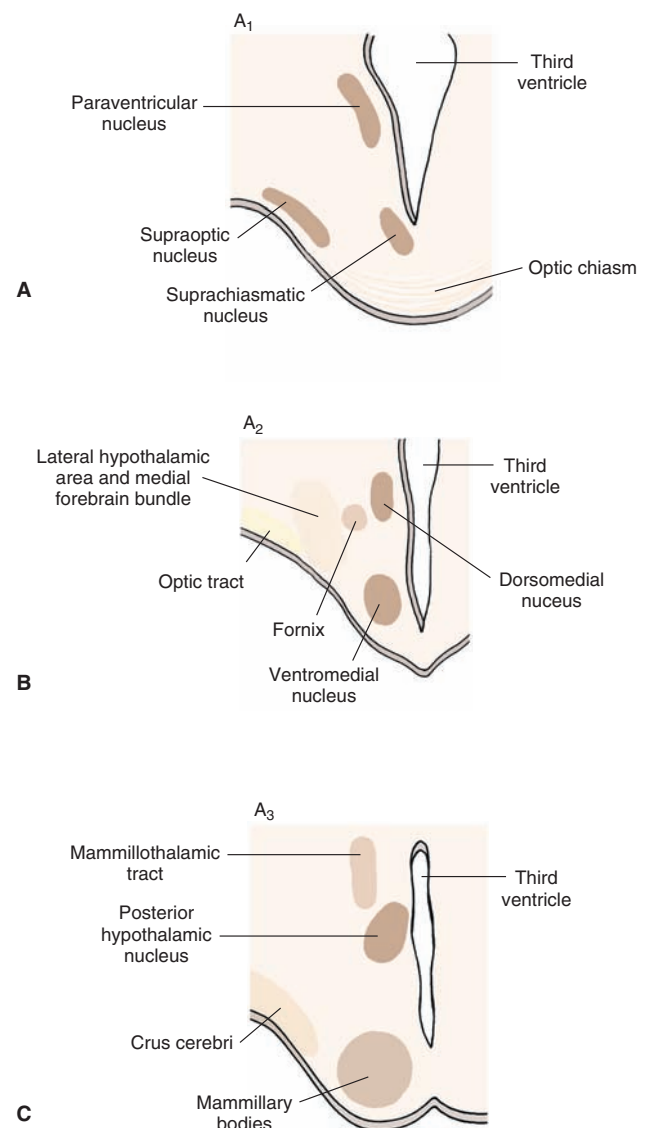 A₁
Third
ventricle
Paraventricular
nucleus
Supraoptic
nucleus
Suprachiasmatic
nucleus
Optic chiasm
A
A₂
Lateral hypothalamic
area and medial
forebrain bundle
Third
ventricle
Optic tract
Dorsomedial
nuceus
Fornix
Ventromedial
nucleus
B
A₃
Mammillothalamic
tract
Third
ventricle
Posterior
hypothalamic
nucleus
Crus cerebri
Mammillary
bodies
C